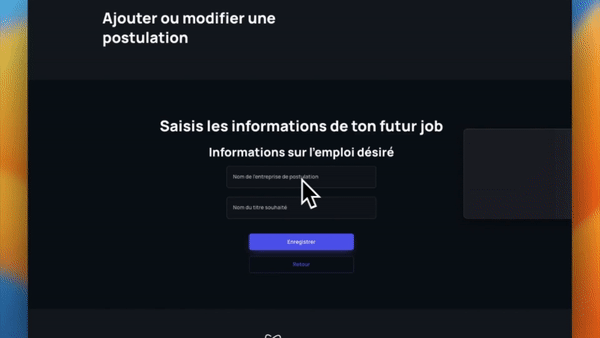 Ajouter ou modifier une
postulation
Saisis les informations de ton futur job
Informations sur l'emploi désiré
Nom de l'entreprise de postulation
Nom du titre souhaité
Enregistrer
Retour